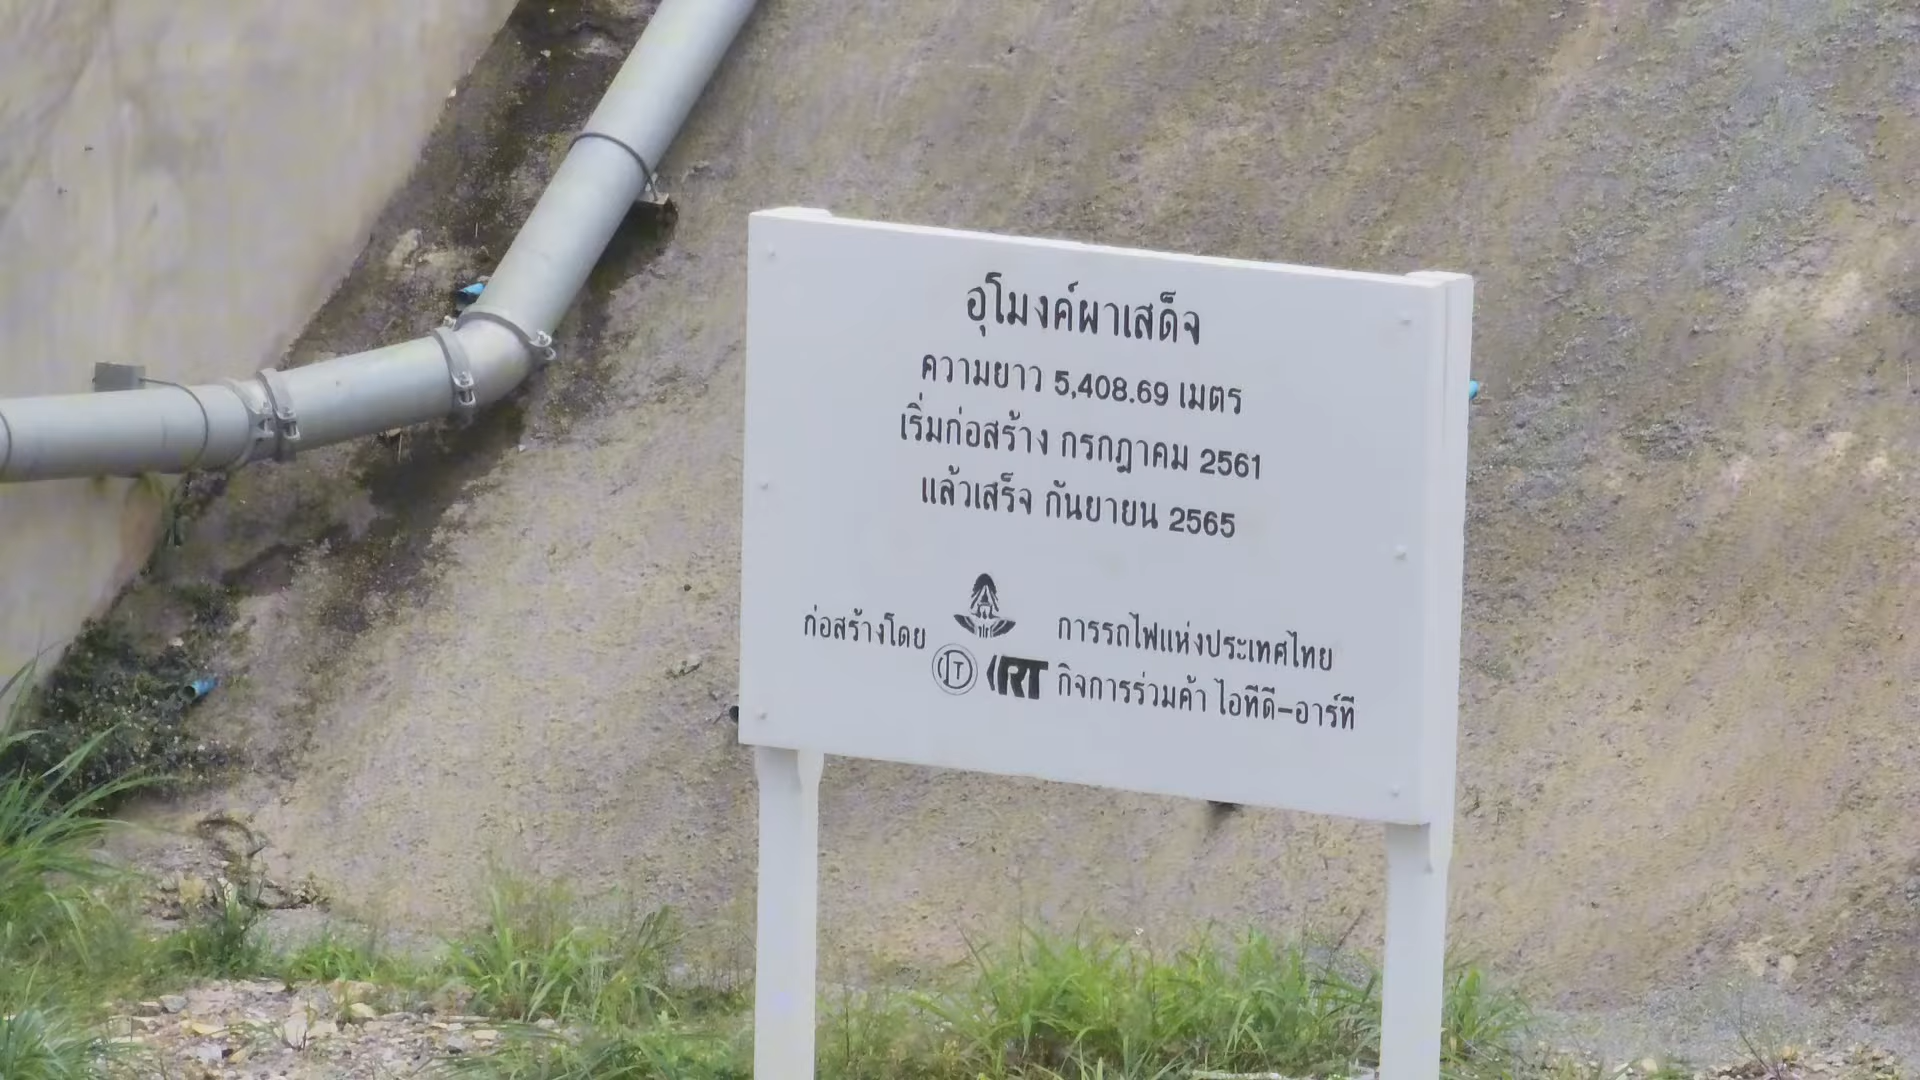 อุโมงค์ผาเสด็จ
ความยาว 5,408.69 เมตร
เริ่มก่อสร้าง กรกฎาคม 2561
แล้วเสร็จ กันยายน 2565
ก่อสร้างโดย การรถไฟแห่งประเทศไทย
RT กิจการร่วมค้า ไอทีดี-อาร์ที